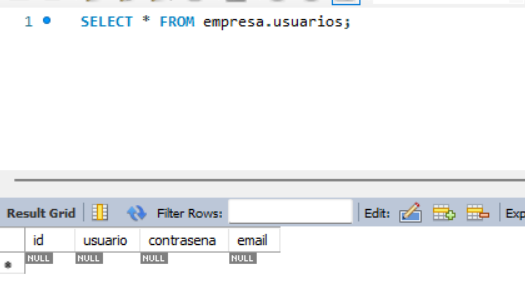 1 SELECT * FROM empresa.usuarios;
Result Grid Filter Rows: Edit: Exp
id usuario contrasena email
* NULL NULL NULL NULL